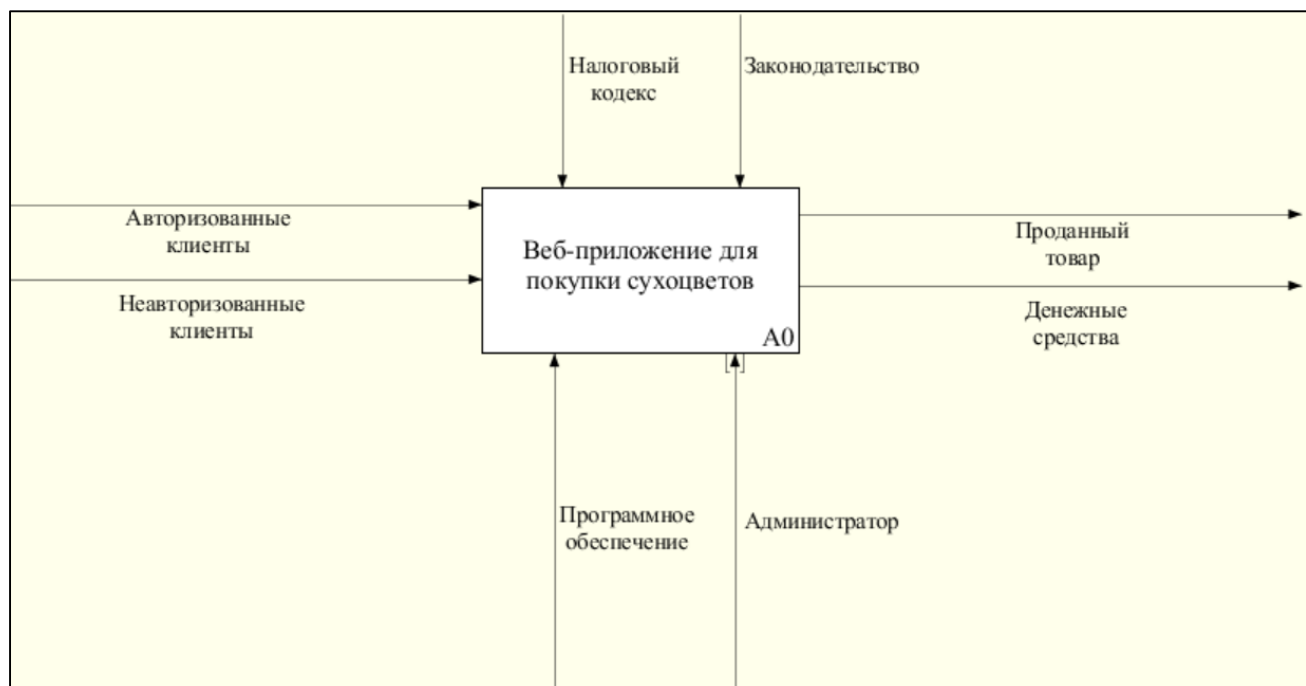 Налоговый
кодекс
Законодательство
Авторизованные
клиенты
Неавторизованные
клиенты
Веб-приложение для
покупки сухоцветов
A0
Проданный
товар
Денежные
средства
Программное
обеспечение
Администратор